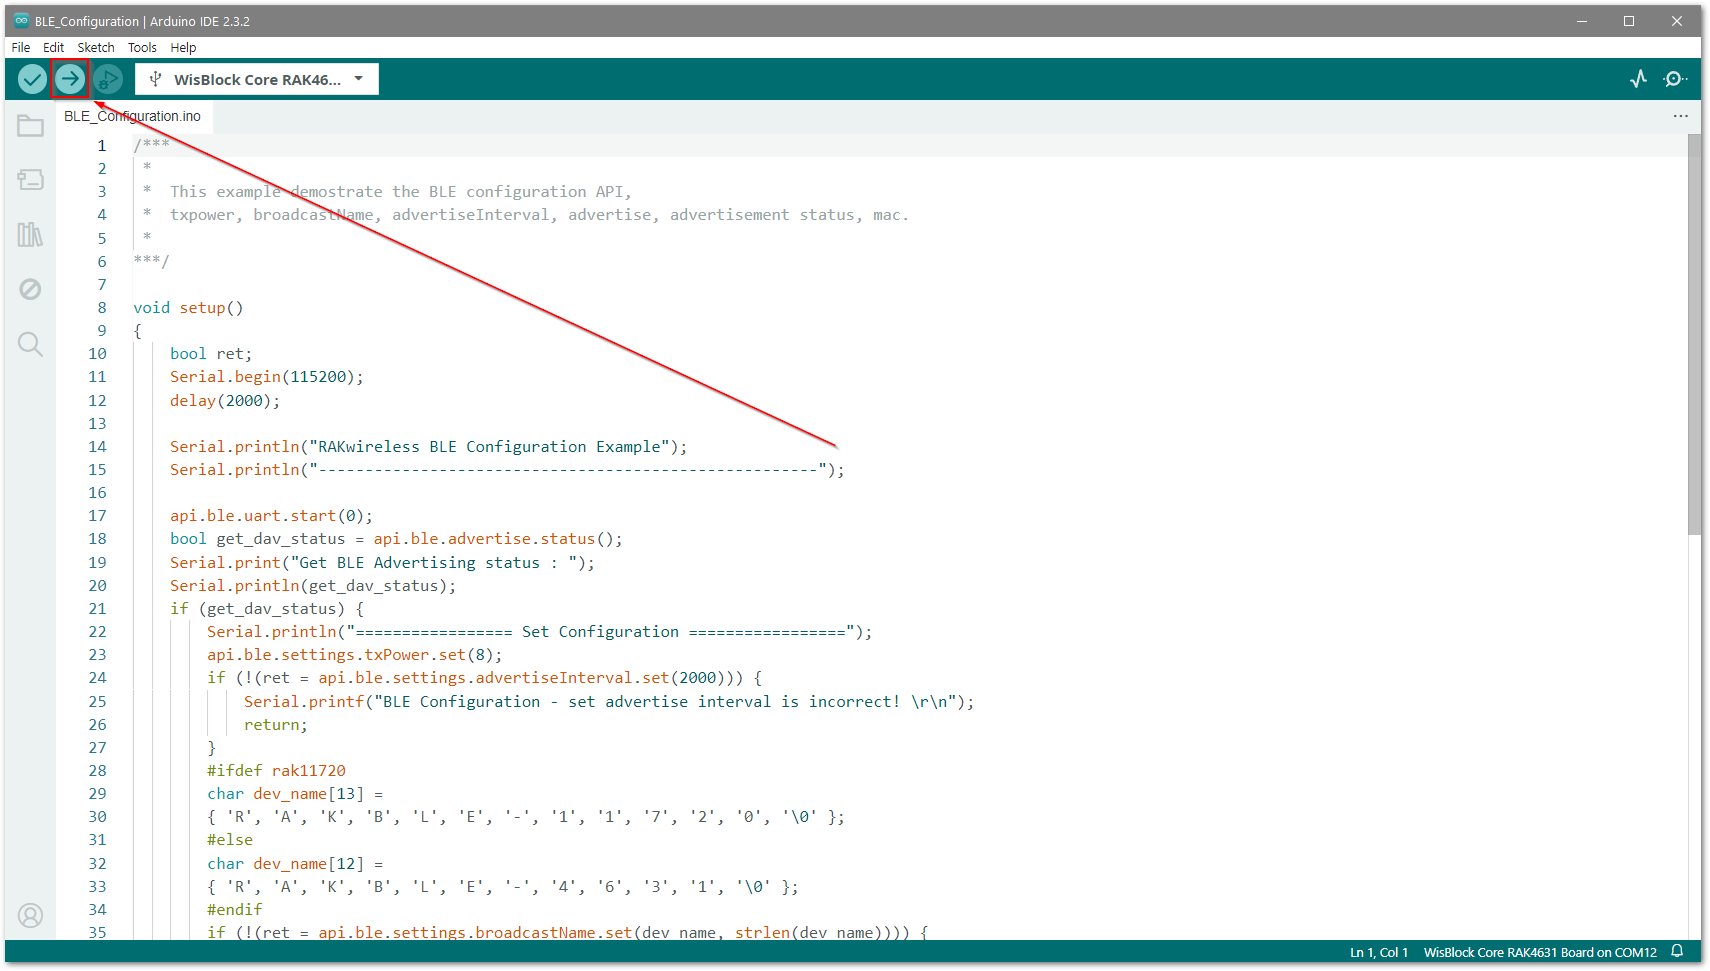 BLE_Configuration | Arduino IDE 2.3.2
File Edit Sketch Tools Help
WisBlock Core RAK46...
BLE_Configuration.ino
1 /***
2  *
3  *  This example demostrate the BLE configuration API,
4  *  txpower, broadcastName, advertiseInterval, advertise, advertisement status, mac.
5  *
6 ***/
7
8 void setup()
9 {
10     bool ret;
11     Serial.begin(115200);
12     delay(2000);
13
14     Serial.println("RAKwireless BLE Configuration Example");
15     Serial.println("------------------------------------------------------");
16
17     api.ble.uart.start(0);
18     bool get_dav_status = api.ble.advertise.status();
19     Serial.print("Get BLE Advertising status : ");
20     Serial.println(get_dav_status);
21     if (get_dav_status) {
22         Serial.println("================= Set Configuration =================");
23         api.ble.settings.txPower.set(8);
24         if (!(ret = api.ble.settings.advertiseInterval.set(2000))) {
25             Serial.printf("BLE Configuration - set advertise interval is incorrect! \r\n");
26             return;
27         }
28         #ifdef rak11720
29         char dev_name[13] =
30         { 'R', 'A', 'K', 'B', 'L', 'E', '-', '1', '1', '7', '2', '0', '\0' };
31         #else
32         char dev_name[12] =
33         { 'R', 'A', 'K', 'B', 'L', 'E', '-', '4', '6', '3', '1', '\0' };
34         #endif
35         if (!(ret = api.ble.settings.broadcastName.set(dev_name, strlen(dev_name)))) {
Ln 1, Col 1 WisBlock Core RAK4631 Board on COM12